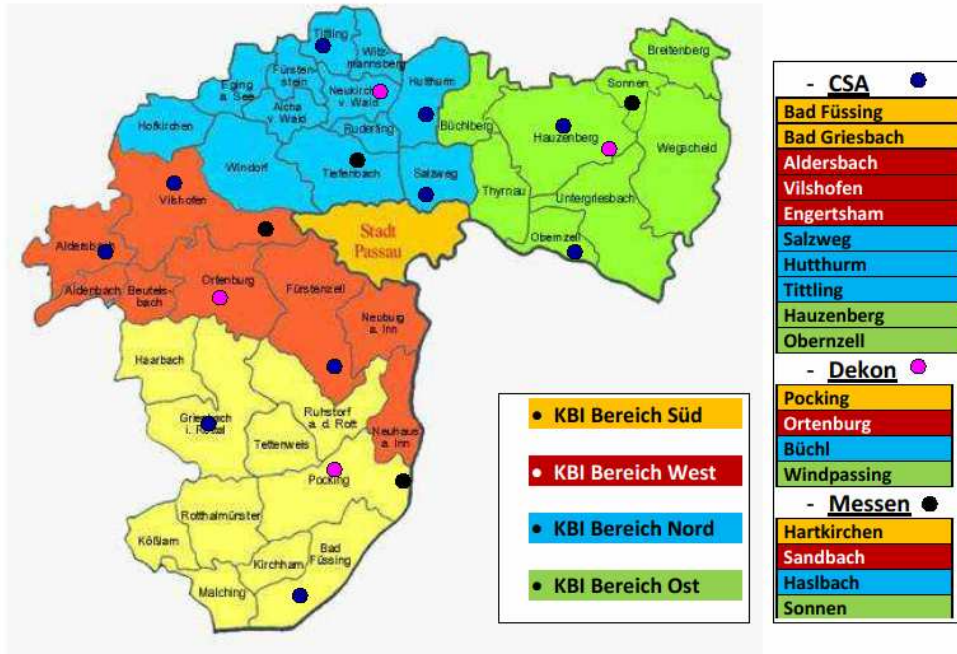 Tittling
Witz-
mannsberg
Breitenberg
Fürsten-
stein
Eging
a. See
Neukirch
v. Wald
Hutthurm
Sonnen
Aicha
v. Wald
Hofkirchen
Ruderting
Büchlberg
Hauzenberg
Wegscheid
Windorf
Tiefenbach
Salzweg
Thyrnau
Untergriesbach
Vilshofen
Stadt
Passau
Obernzell
Aldersbach
Ortenburg
Aldenbach
Beutels-
bach
Fürstenzell
Neuburg
a. Inn
Haarbach
Griesbach
i. Rottal
Ruhstorf
a. d. Rott
Tettenweis
Neuhaus
a. Inn
Pocking
Rotthalmünster
Kößlarn
Bad
Füssing
Kirchham
Malching
• KBI Bereich Süd
• KBI Bereich West
• KBI Bereich Nord
• KBI Bereich Ost
- CSA
Bad Füssing
Bad Griesbach
Aldersbach
Vilshofen
Engertsham
Salzweg
Hutthurm
Tittling
Hauzenberg
Obernzell
- Dekon
Pocking
Ortenburg
Büchl
Windpassing
- Messen
Hartkirchen
Sandbach
Haslbach
Sonnen